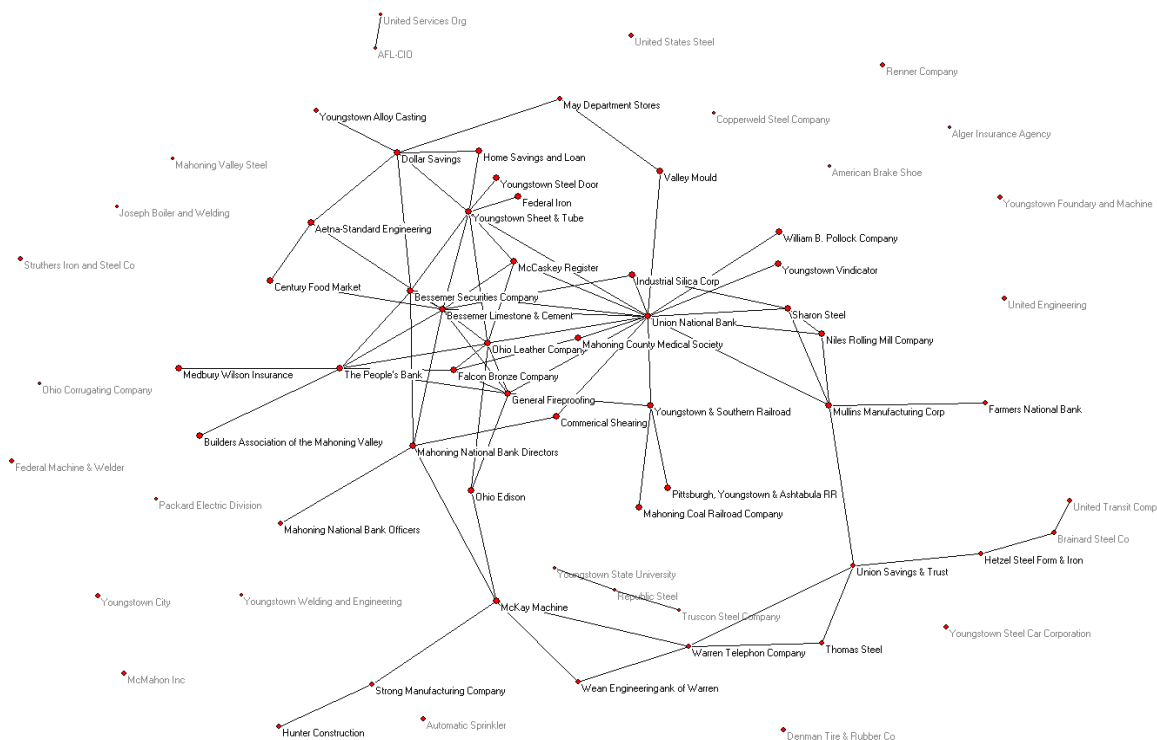 United Services Org
United States Steel
AFL-CIO
Renner Company
May Department Stores
Youngstown Alloy Casting
Copperweld Steel Company
Alger Insurance Agency
Mahoning Valley Steel
Dollar Savings
Home Savings and Loan
American Brake Shoe
Valley Mould
Youngstown Steel Door
Federal Iron
Youngstown Foundary and Machine
Joseph Boiler and Welding
Youngstown Sheet & Tube
Aetna-Standard Engineering
William B. Pollock Company
Struthers Iron and Steel Co
McCaskey Register
Youngstown Vindicator
Industrial Silica Corp
Century Food Market
Bessemer Securities Company
United Engineering
Bessemer Limestone & Cement
Union National Bank
Sharon Steel
Niles Rolling Mill Company
Mahoning County Medical Society
Ohio Leather Company
Medbury Wilson Insurance
The People's Bank
Falcon Bronze Company
Ohio Corrugating Company
General Fireproofing
Youngstown & Southern Railroad
Mullins Manufacturing Corp
Farmers National Bank
Commerical Shearing
Builders Association of the Mahoning Valley
Mahoning National Bank Directors
Federal Machine & Welder
Pittsburgh, Youngstown & Ashtabula RR
Ohio Edison
Packard Electric Division
Mahoning Coal Railroad Company
United Transit Comp
Mahoning National Bank Officers
Brainard Steel Co
Hetzel Steel Form & Iron
Union Savings & Trust
Youngstown State University
Republic Steel
Youngstown City
Youngstown Welding and Engineering
McKay Machine
Truscon Steel Company
Youngstown Steel Car Corporation
Thomas Steel
Warren Telephon Company
McMahon Inc
Strong Manufacturing Company
Wean Engineeringank of Warren
Automatic Sprinkler
Hunter Construction
Denman Tire & Rubber Co